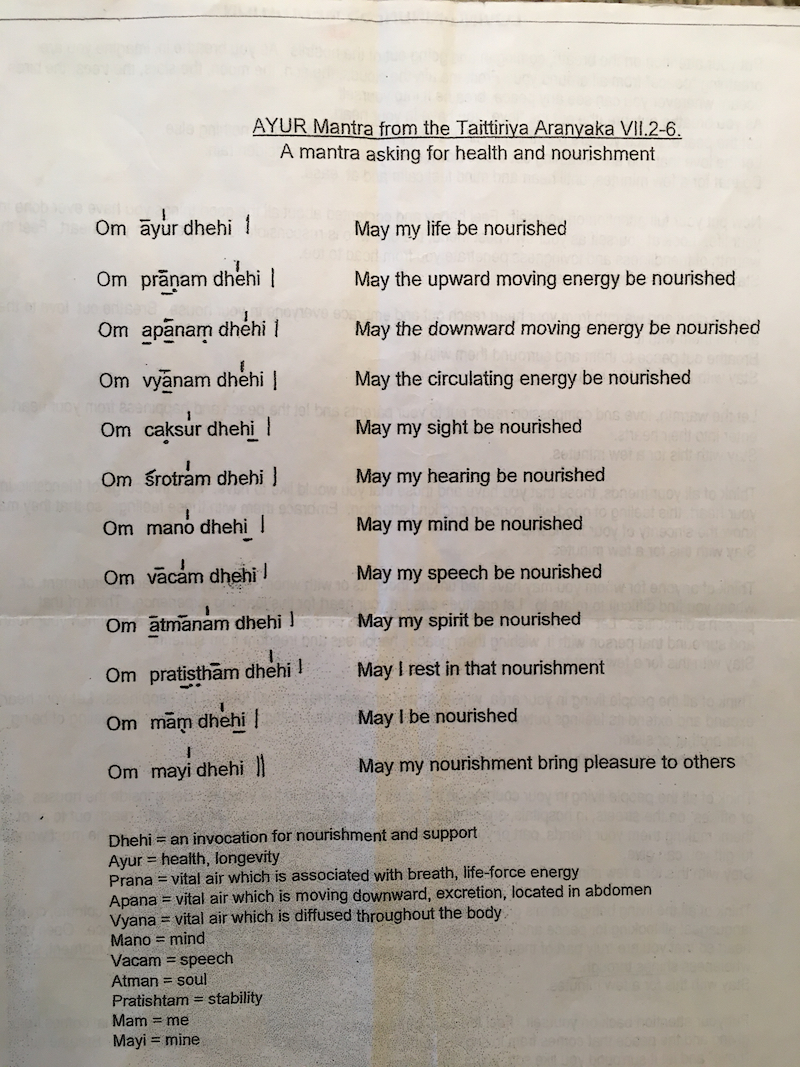 AYUR Mantra from the Taittiriya Aranyaka VII.2-6.
A mantra asking for health and nourishment
Om āyur dhehi | May my life be nourished
Om prāṇam dhehi | May the upward moving energy be nourished
Om apānam dhehi | May the downward moving energy be nourished
Om vyānam dhehi | May the circulating energy be nourished
Om cakṣur dhehi | May my sight be nourished
Om śrotram dhehi | May my hearing be nourished
Om mano dhehi | May my mind be nourished
Om vācam dhehi | May my speech be nourished
Om ātmānam dhehi | May my spirit be nourished
Om pratiṣṭhām dhehi | May I rest in that nourishment
Om māṃ dhehi | May I be nourished
Om mayi dhehi || May my nourishment bring pleasure to others
Dhehi = an invocation for nourishment and support
Ayur = health, longevity
Prana = vital air which is associated with breath, life-force energy
Apana = vital air which is moving downward, excretion, located in abdomen
Vyana = vital air which is diffused throughout the body.
Mano = mind
Vacam = speech
Atman = soul
Pratishtam = stability
Mam = me
Mayi = mine